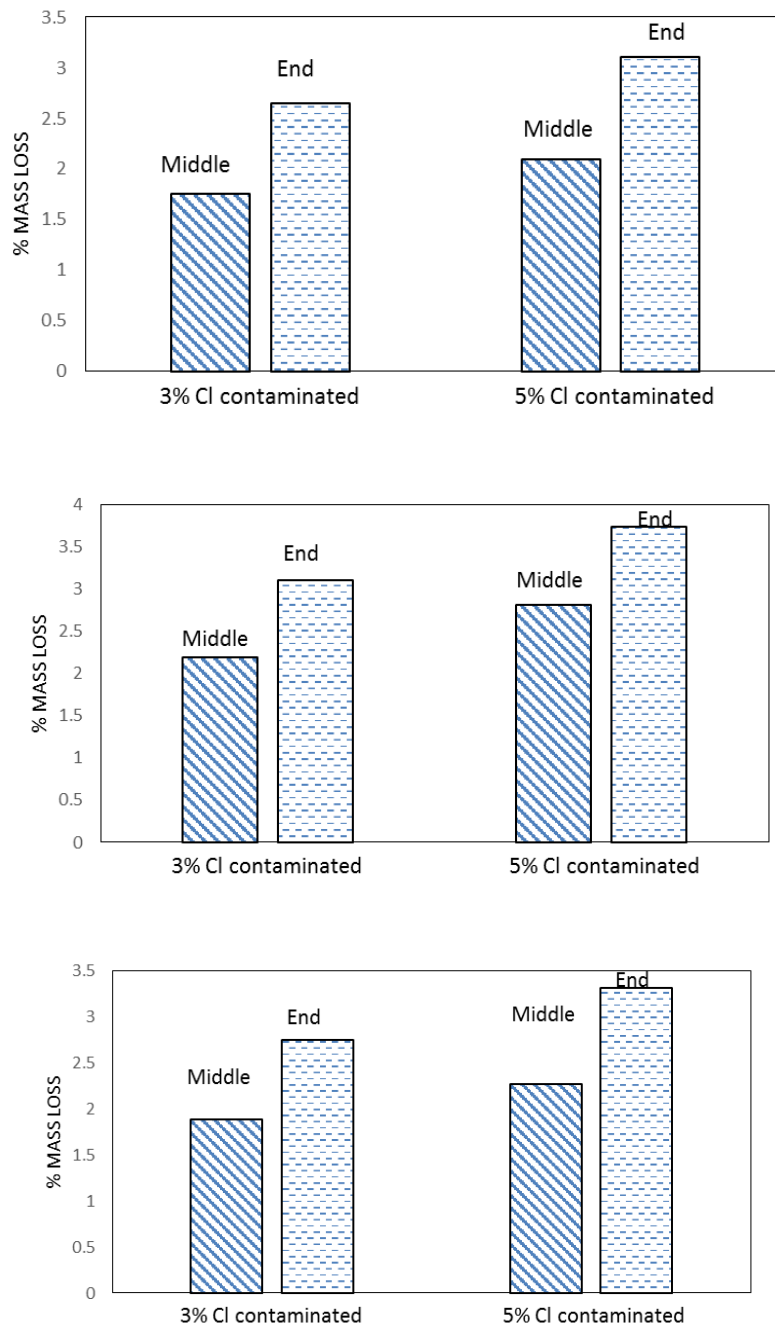 3.5
3
2.5
2
1.5
1
0.5
0
% MASS LOSS
Middle
End
Middle
End
3% Cl contaminated
5% Cl contaminated
4
3.5
3
2.5
2
1.5
1
0.5
0
% MASS LOSS
Middle
End
Middle
End
3% Cl contaminated
5% Cl contaminated
3.5
3
2.5
2
1.5
1
0.5
0
% MASS LOSS
Middle
End
Middle
End
3% Cl contaminated
5% Cl contaminated